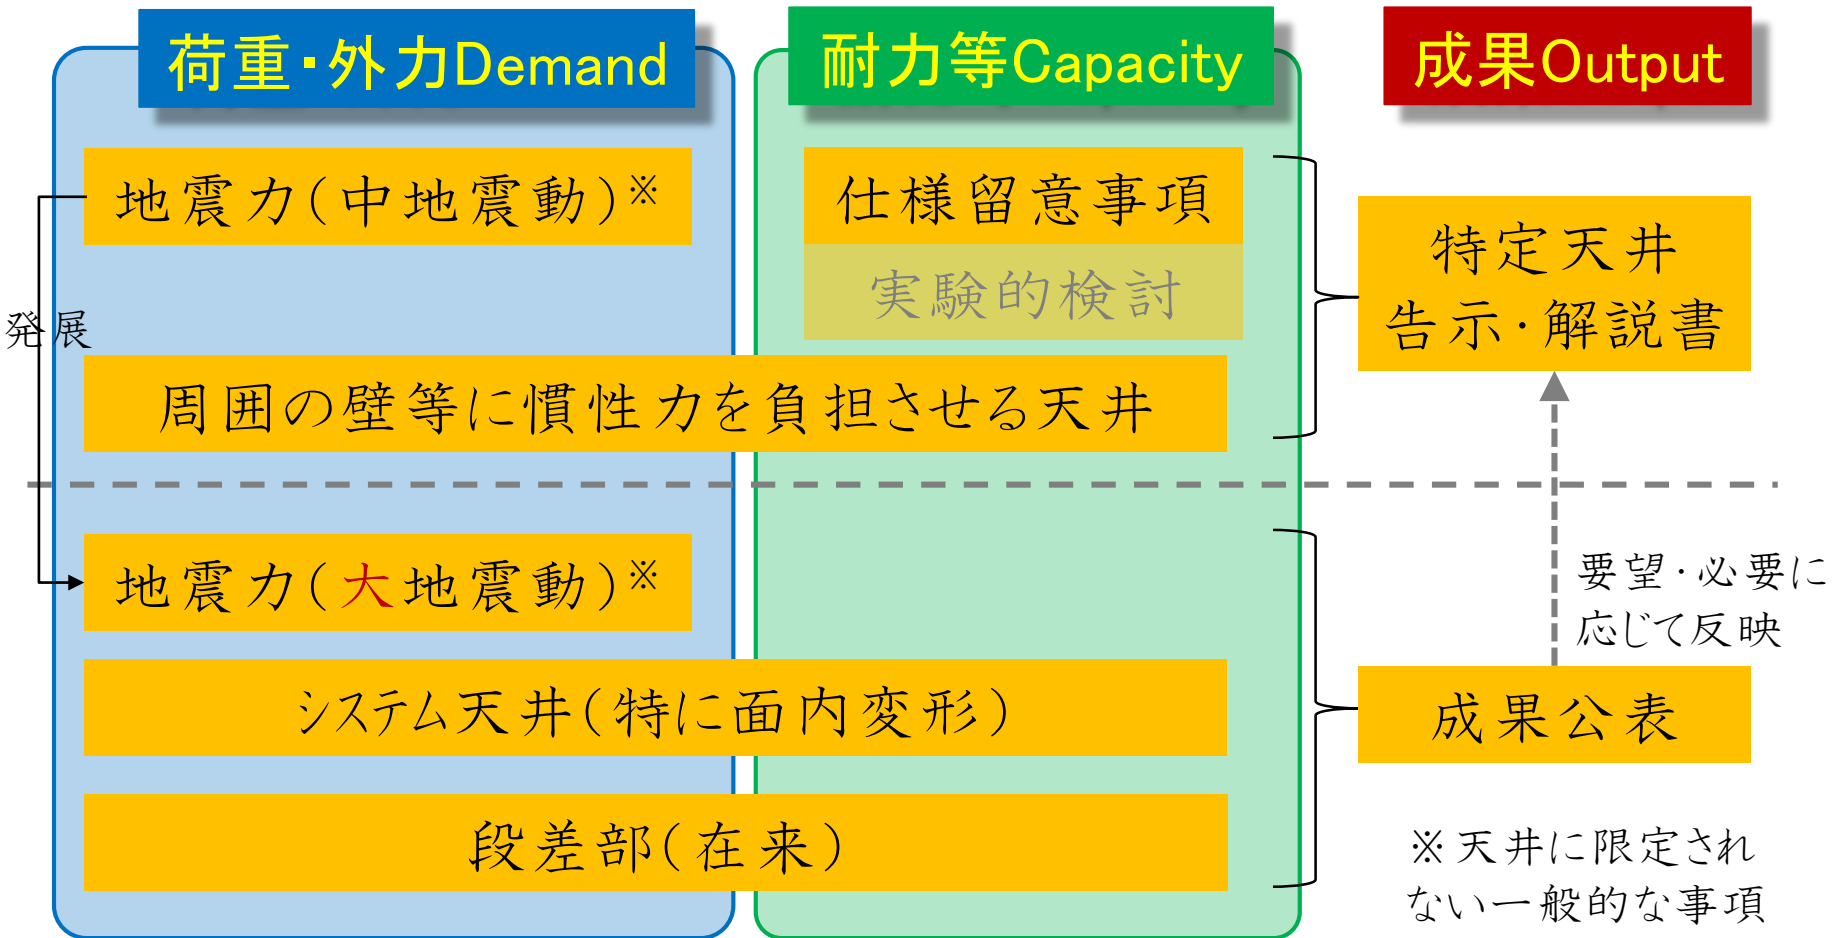 荷重・外力Demand
耐力等Capacity
成果Output
地震力(中地震動)※
仕様留意事項
実験的検討
特定天井
告示・解説書
発展
周囲の壁等に慣性力を負担させる天井
地震力(大地震動)※
要望・必要に
応じて反映
システム天井(特に面内変形)
成果公表
段差部(在来)
※天井に限定され
ない一般的な事項